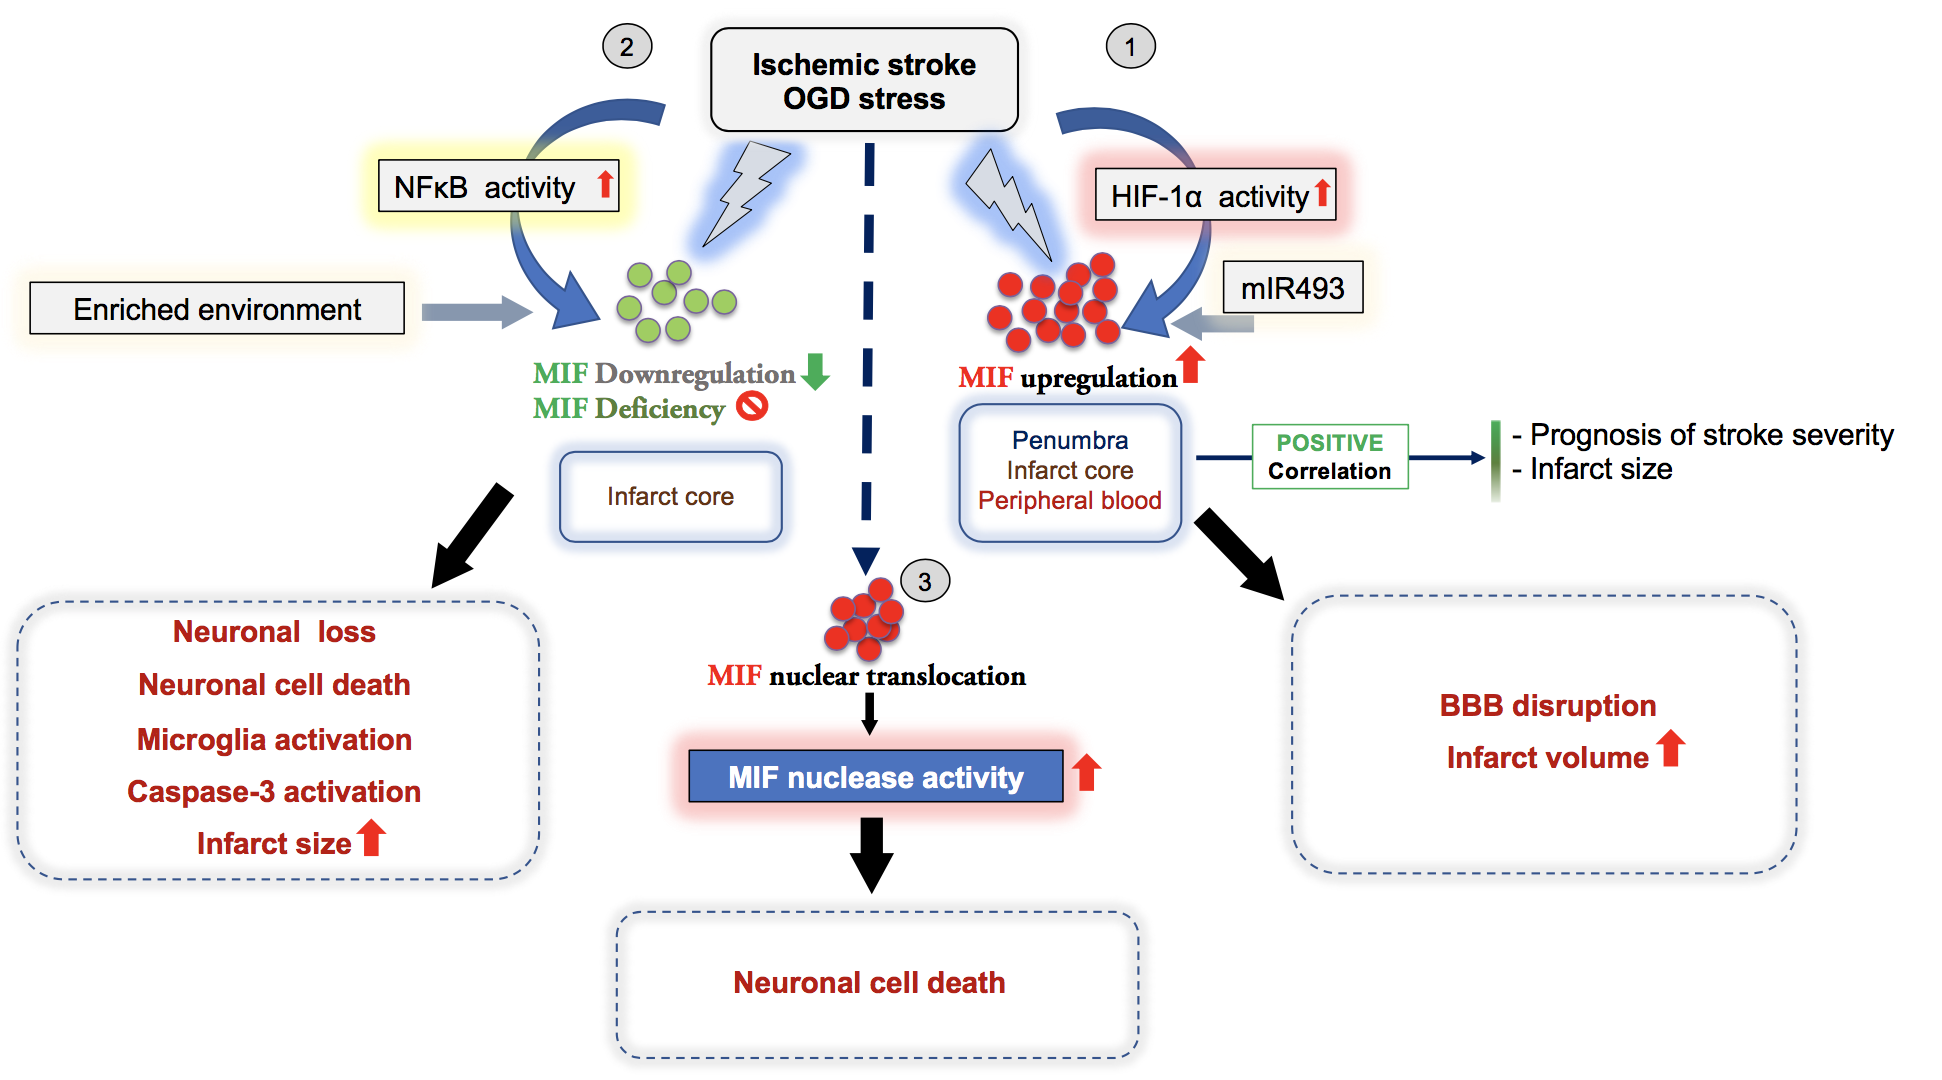 2
Ischemic stroke
OGD stress
1
NFκB activity
HIF-1α activity
Enriched environment
mIR493
MIF Downregulation
MIF Deficiency
MIF upregulation
Infarct core
Penumbra
Infarct core
Peripheral blood
POSITIVE
Correlation
- Prognosis of stroke severity
- Infarct size
3
MIF nuclear translocation
MIF nuclease activity
Neuronal loss
Neuronal cell death
Microglia activation
Caspase-3 activation
Infarct size
BBB disruption
Infarct volume
Neuronal cell death